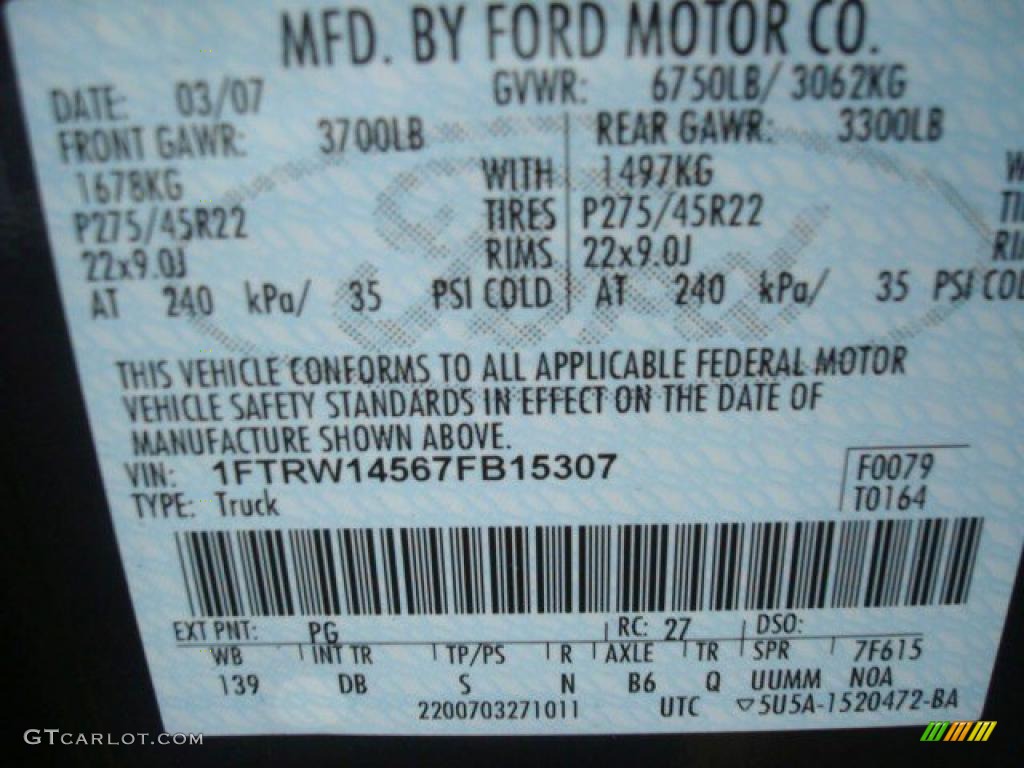 MFD. BY FORD MOTOR CO.
DATE: 03/07 GVWR: 6750LB/ 3062KG
FRONT GAWR: 3700LB REAR GAWR: 3300LB
1678KG WITH 1497KG W
P275/45R22 TIRES P275/45R22 TI
22x9.0J RIMS 22x9.0J RI
AT 240 kPa/ 35 PSI COLD AT 240 kPa/ 35 PSI COL
THIS VEHICLE CONFORMS TO ALL APPLICABLE FEDERAL MOTOR
VEHICLE SAFETY STANDARDS IN EFFECT ON THE DATE OF
MANUFACTURE SHOWN ABOVE.
VIN: 1FTRW14567FB15307 F0079
TYPE: Truck T0164
EXT PNT: PG RC: 27 DSO:
WB INT TR TP/PS R AXLE TR SPR 7F615
139 DB S N B6 Q UUMM NOA
2200703271011 UTC ▽5U5A-1520472-BA
Ford
GTCARLOT.COM